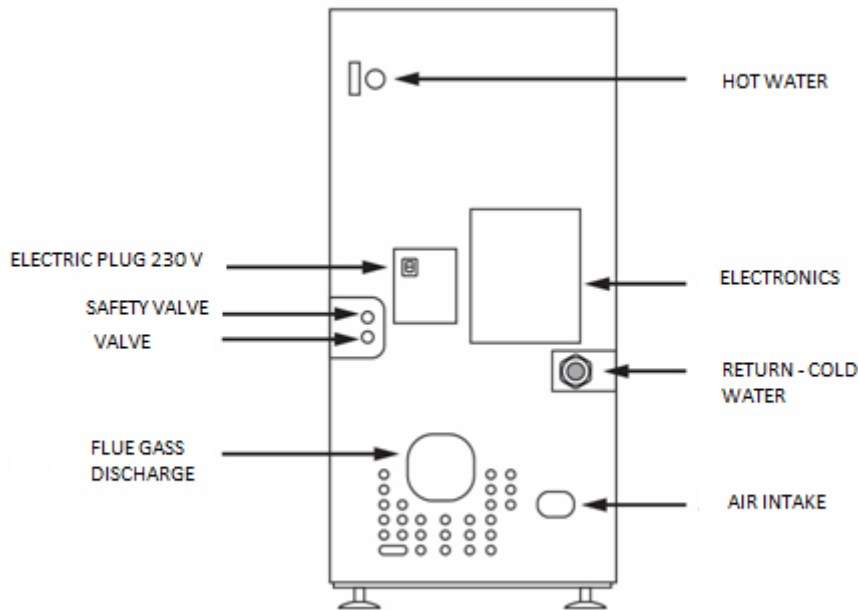 HOT WATER
ELECTRIC PLUG 230 V
ELECTRONICS
SAFETY VALVE
VALVE
RETURN - COLD
WATER
FLUE GASS
DISCHARGE
AIR INTAKE